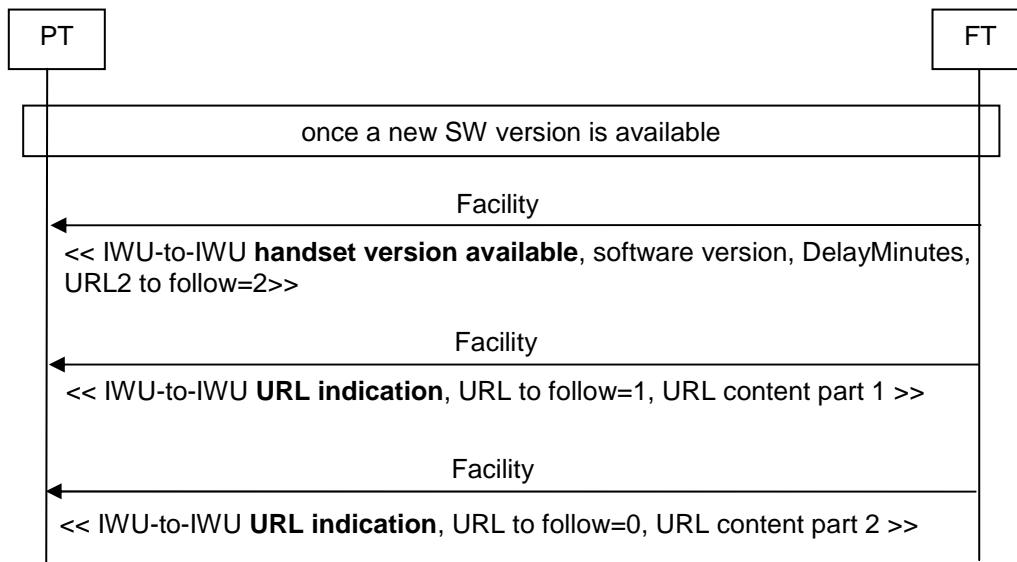 PT
FT
once a new SW version is available
Facility
<< IWU-to-IWU handset version available, software version, DelayMinutes,
URL2 to follow=2>>
Facility
<< IWU-to-IWU URL indication, URL to follow=1, URL content part 1 >>
Facility
<< IWU-to-IWU URL indication, URL to follow=0, URL content part 2 >>